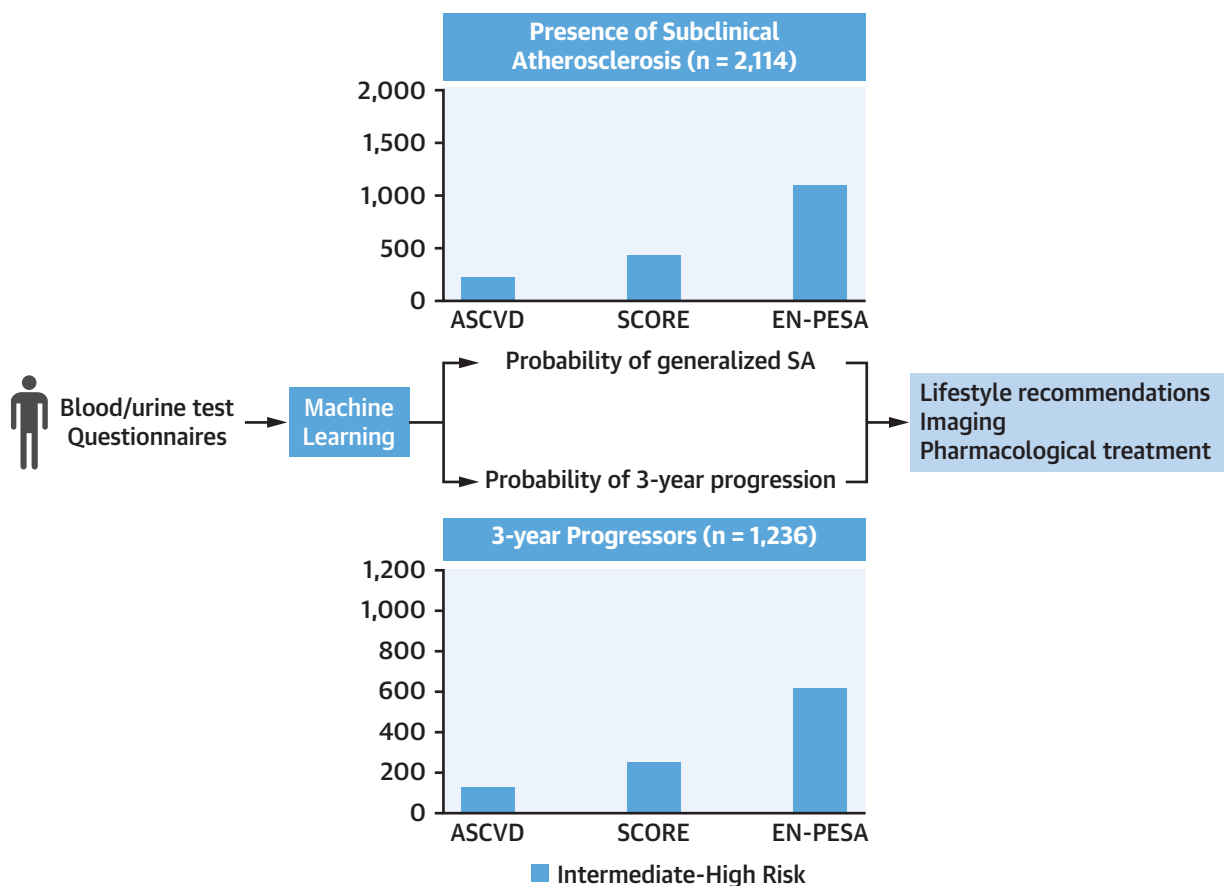 Presence of Subclinical
Atherosclerosis (n = 2,114)
2,000
1,500
1,000
500
0
ASCVD
SCORE
EN-PESA
Blood/urine test
Questionnaires
Machine
Learning
Probability of generalized SA
Probability of 3-year progression
Lifestyle recommendations
Imaging
Pharmacological treatment
3-year Progressors (n = 1,236)
1,200
1,000
800
600
400
200
0
ASCVD
SCORE
EN-PESA
Intermediate-High Risk